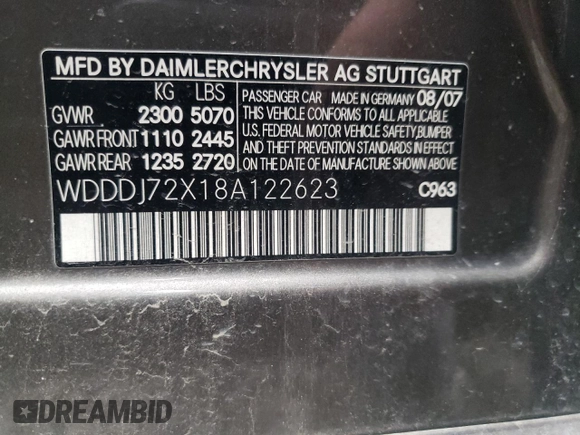 MFD BY DAIMLERCHRYSLER AG STUTTGART
KG LBS
GVWR 2300 5070
GAWR FRONT 1110 2445
GAWR REAR 1235 2720
PASSENGER CAR MADE IN GERMANY 08/07
THIS VEHICLE CONFORMS TO ALL APPLICABLE
U.S. FEDERAL MOTOR VEHICLE SAFETY, BUMPER
AND THEFT PREVENTION STANDARDS IN EFFECT
ON THE DATE OF MANUFACTURE SHOWN ABOVE.
WDDDJ72X18A122623 C963
DREAMBID